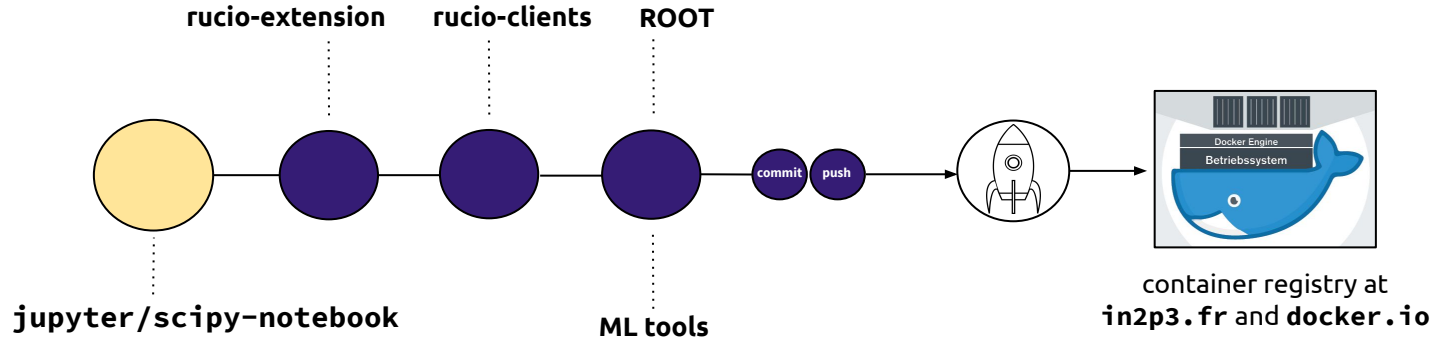 rucio-extension
rucio-clients
ROOT
commit
push
Docker Engine
Betriebssystem
jupyter/scipy-notebook
ML tools
container registry at
in2p3.fr and docker.io